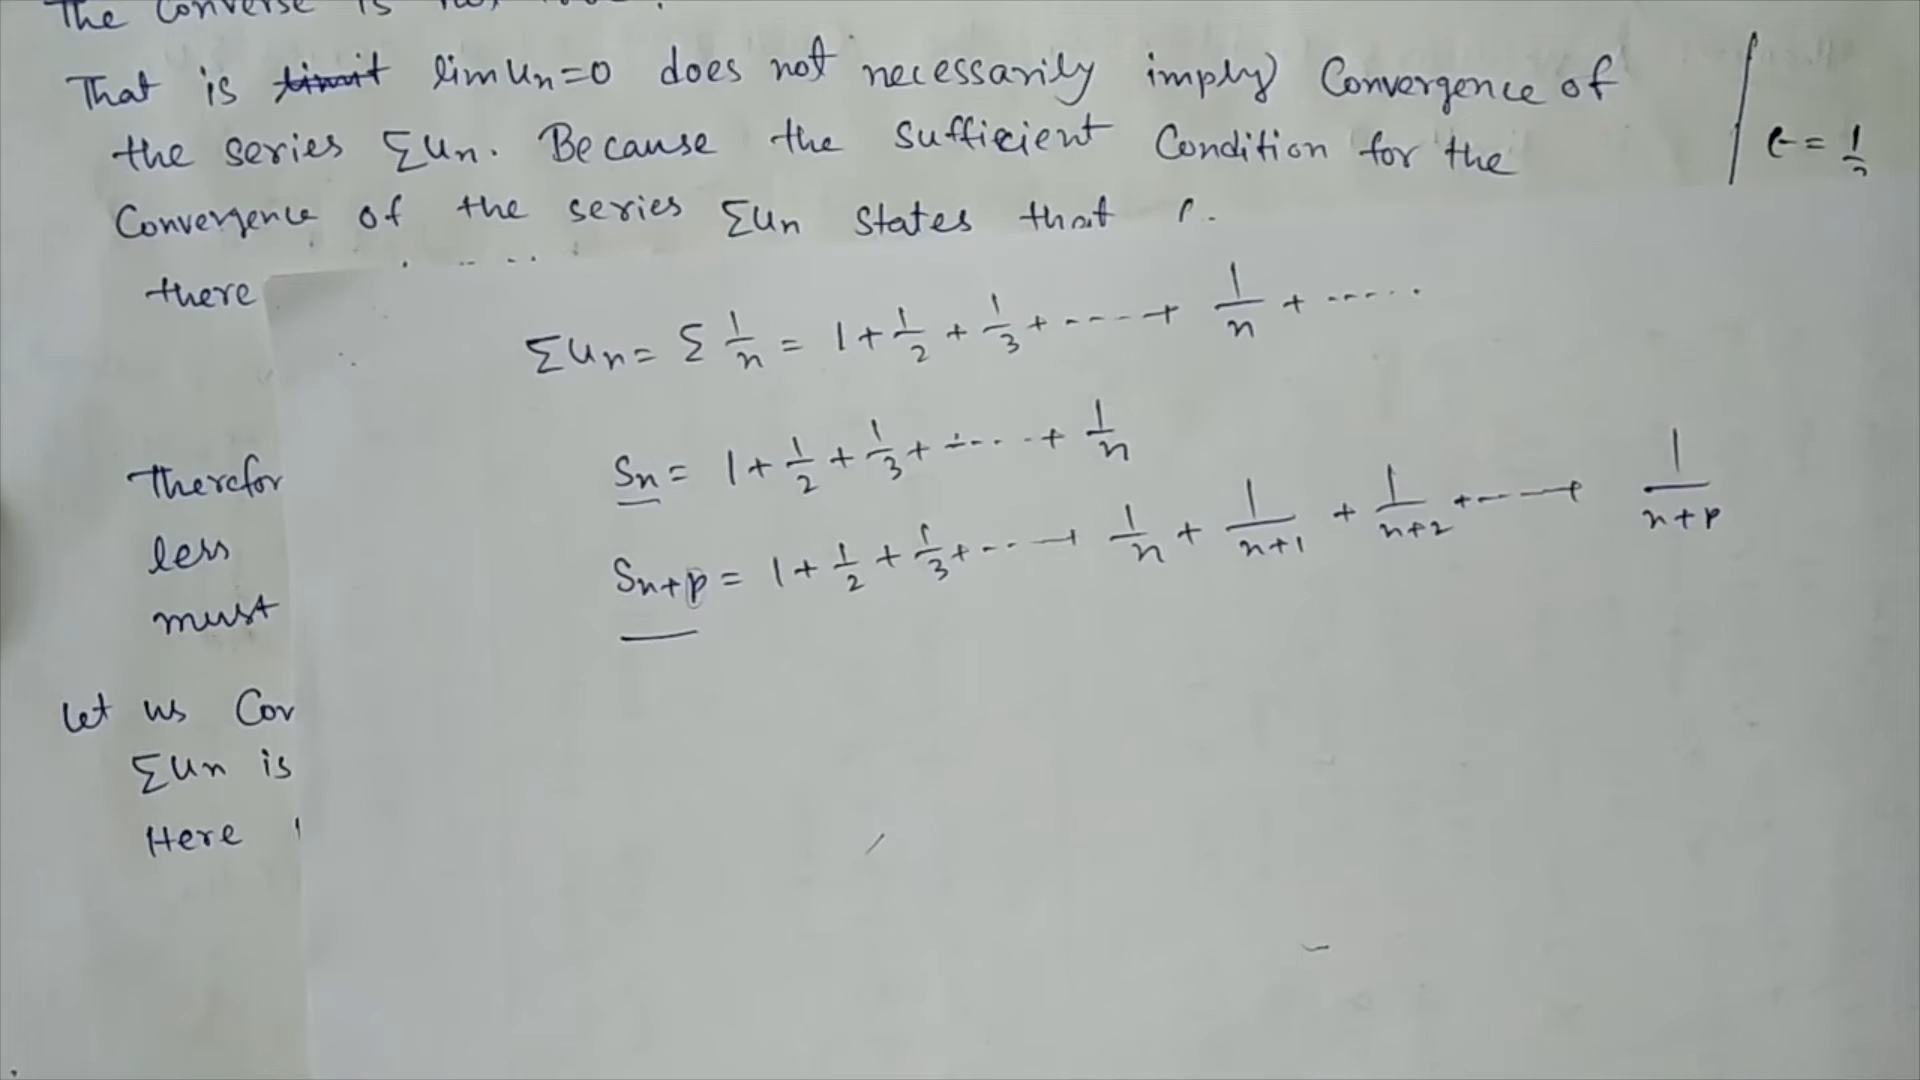 The Converse is
That is limit lim Un=0 does not necessarily imply Convergence of
the series ΣUn. Because the sufficient Condition for the
Convergence of the series ΣUn states that
there
Therefor
less
must
Let us Con
ΣUn is
Here
ϵ = 1/2
ΣUn = Σ 1/n = 1 + 1/2 + 1/3 + ----+ 1/n + ......
Sn = 1 + 1/2 + 1/3 + ..... + 1/n
Sn+p = 1 + 1/2 + 1/3 + ..--+ 1/n + 1/n+1 + 1/n+2 + ----+ 1/n+p